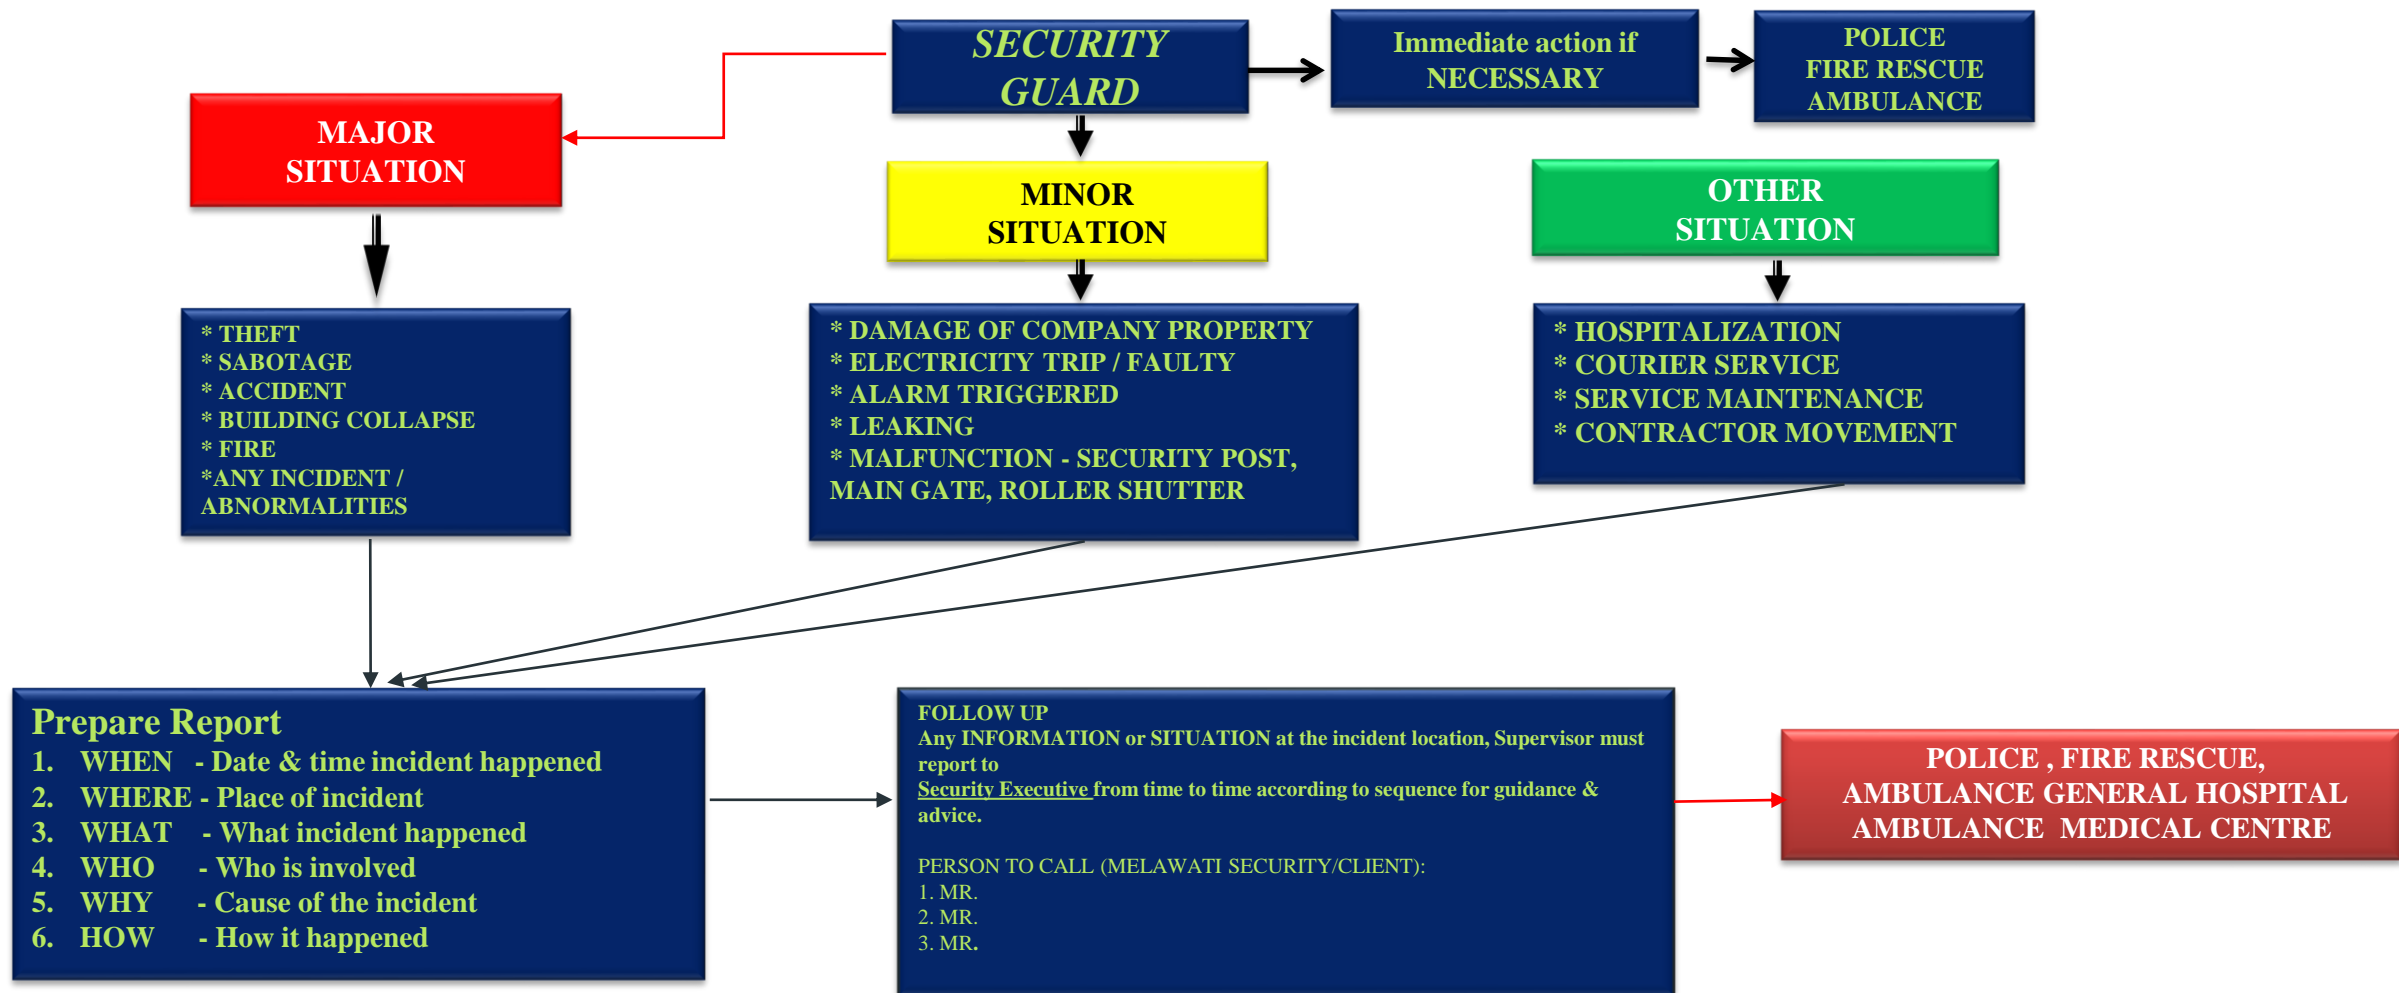 SECURITY
GUARD
Immediate action if
NECESSARY
POLICE
FIRE RESCUE
AMBULANCE
MAJOR
SITUATION
MINOR
SITUATION
OTHER
SITUATION
* THEFT
* SABOTAGE
* ACCIDENT
* BUILDING COLLAPSE
* FIRE
*ANY INCIDENT /
ABNORMALITIES
* DAMAGE OF COMPANY PROPERTY
* ELECTRICITY TRIP / FAULTY
* ALARM TRIGGERED
* LEAKING
* MALFUNCTION - SECURITY POST,
MAIN GATE, ROLLER SHUTTER
* HOSPITALIZATION
* COURIER SERVICE
* SERVICE MAINTENANCE
* CONTRACTOR MOVEMENT
Prepare Report
1. WHEN - Date & time incident happened
2. WHERE - Place of incident
3. WHAT - What incident happened
4. WHO - Who is involved
5. WHY - Cause of the incident
6. HOW - How it happened
FOLLOW UP
Any INFORMATION or SITUATION at the incident location, Supervisor must
report to
Security Executive from time to time according to sequence for guidance &
advice.
PERSON TO CALL (MELAWATI SECURITY/CLIENT):
1. MR.
2. MR.
3. MR.
POLICE , FIRE RESCUE,
AMBULANCE GENERAL HOSPITAL
AMBULANCE MEDICAL CENTRE